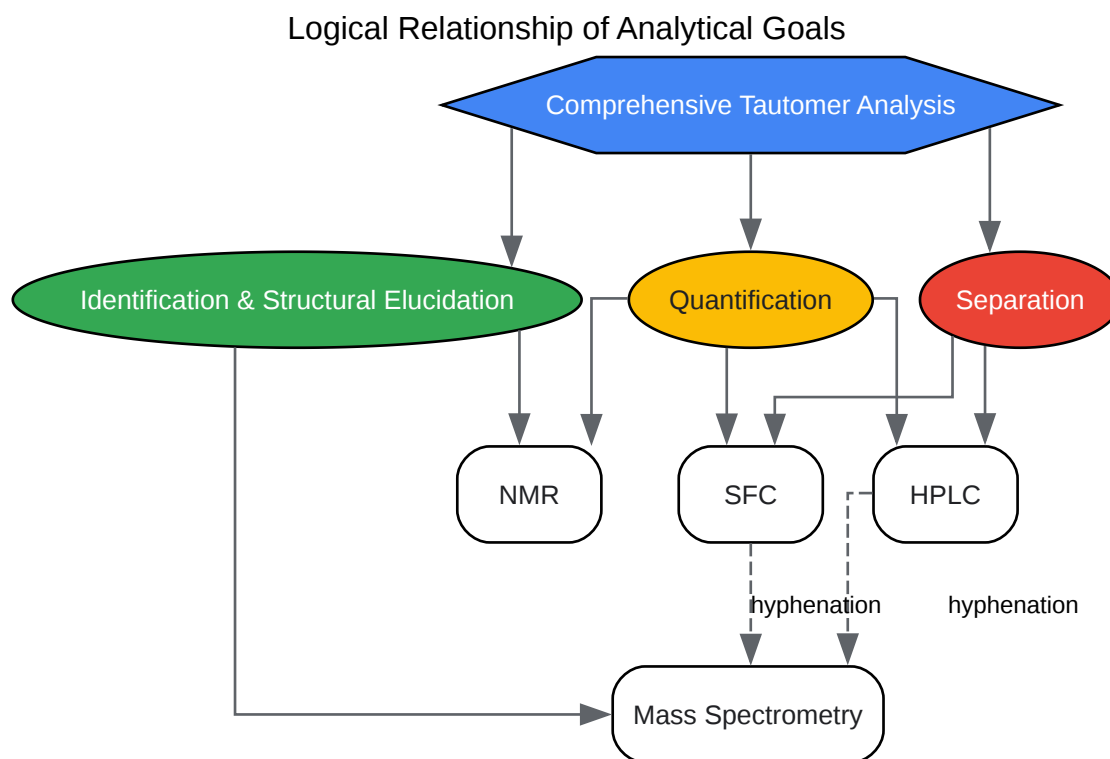 Logical Relationship of Analytical Goals
Comprehensive Tautomer Analysis
Identification & Structural Elucidation
Quantification
Separation
NMR
SFC
HPLC
hyphenation
hyphenation
Mass Spectrometry